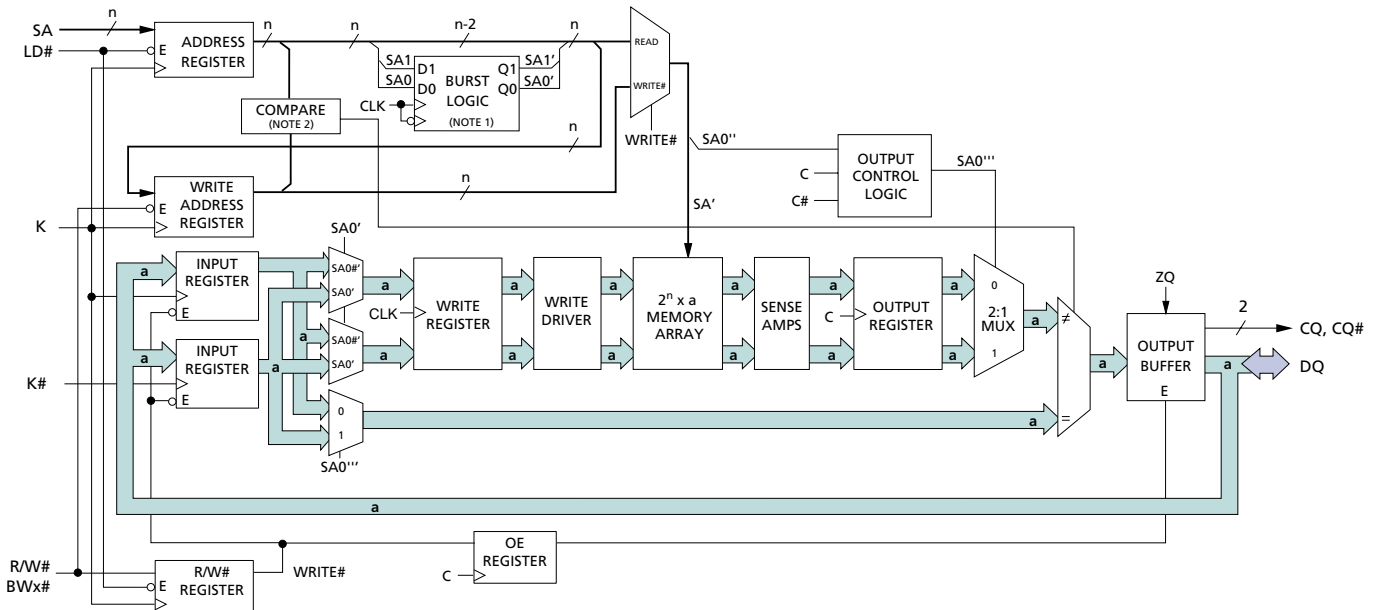 SA
n
LD#
E
ADDRESS
REGISTER
n
n
n-2
n
SA1
SA0
D1
D0
BURST
LOGIC
(NOTE 1)
Q1
Q0
SA1'
SA0'
CLK
READ
WRITE#
WRITE#
COMPARE
(NOTE 2)
n
SA0''
C
C#
OUTPUT
CONTROL
LOGIC
SA0'''
E
WRITE
ADDRESS
REGISTER
n
SA'
K
SA0'
a
INPUT
REGISTER
E
SA0#'
SA0'
a
CLK
WRITE
REGISTER
a
WRITE
DRIVER
a
2ⁿ x a
MEMORY
ARRAY
a
SENSE
AMPS
a
C
OUTPUT
REGISTER
a
0
2:1
MUX
1
a
≠
ZQ
a
OUTPUT
BUFFER
E
2
CQ, CQ#
a
DQ
a
INPUT
REGISTER
E
K#
a
a
SA0#'
SA0'
a
a
a
a
a
a
0
1
SA0'''
a
=
a
OE
REGISTER
C
R/W#
BWx#
E
R/W#
REGISTER
WRITE#